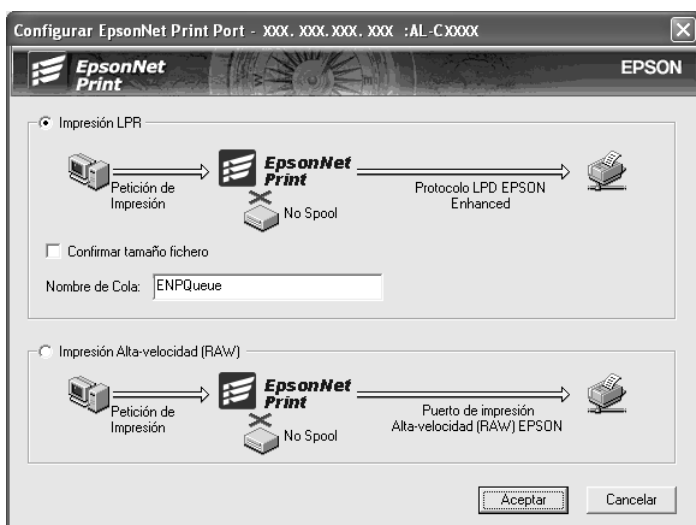 Configurar EpsonNet Print Port - XXX. XXX.XXX. XXX :AL-CXXXX
EpsonNet
Print
EPSON
Impresión LPR
Petición de
Impresión
EpsonNet
Print
No Spool
Protocolo LPD EPSON
Enhanced
Confirmar tamaño fichero
Nombre de Cola: ENPQueue
Impresión Alta-velocidad (RAW)
Petición de
Impresión
EpsonNet
Print
No Spool
Puerto de impresión
Alta-velocidad (RAW) EPSON
Aceptar
Cancelar